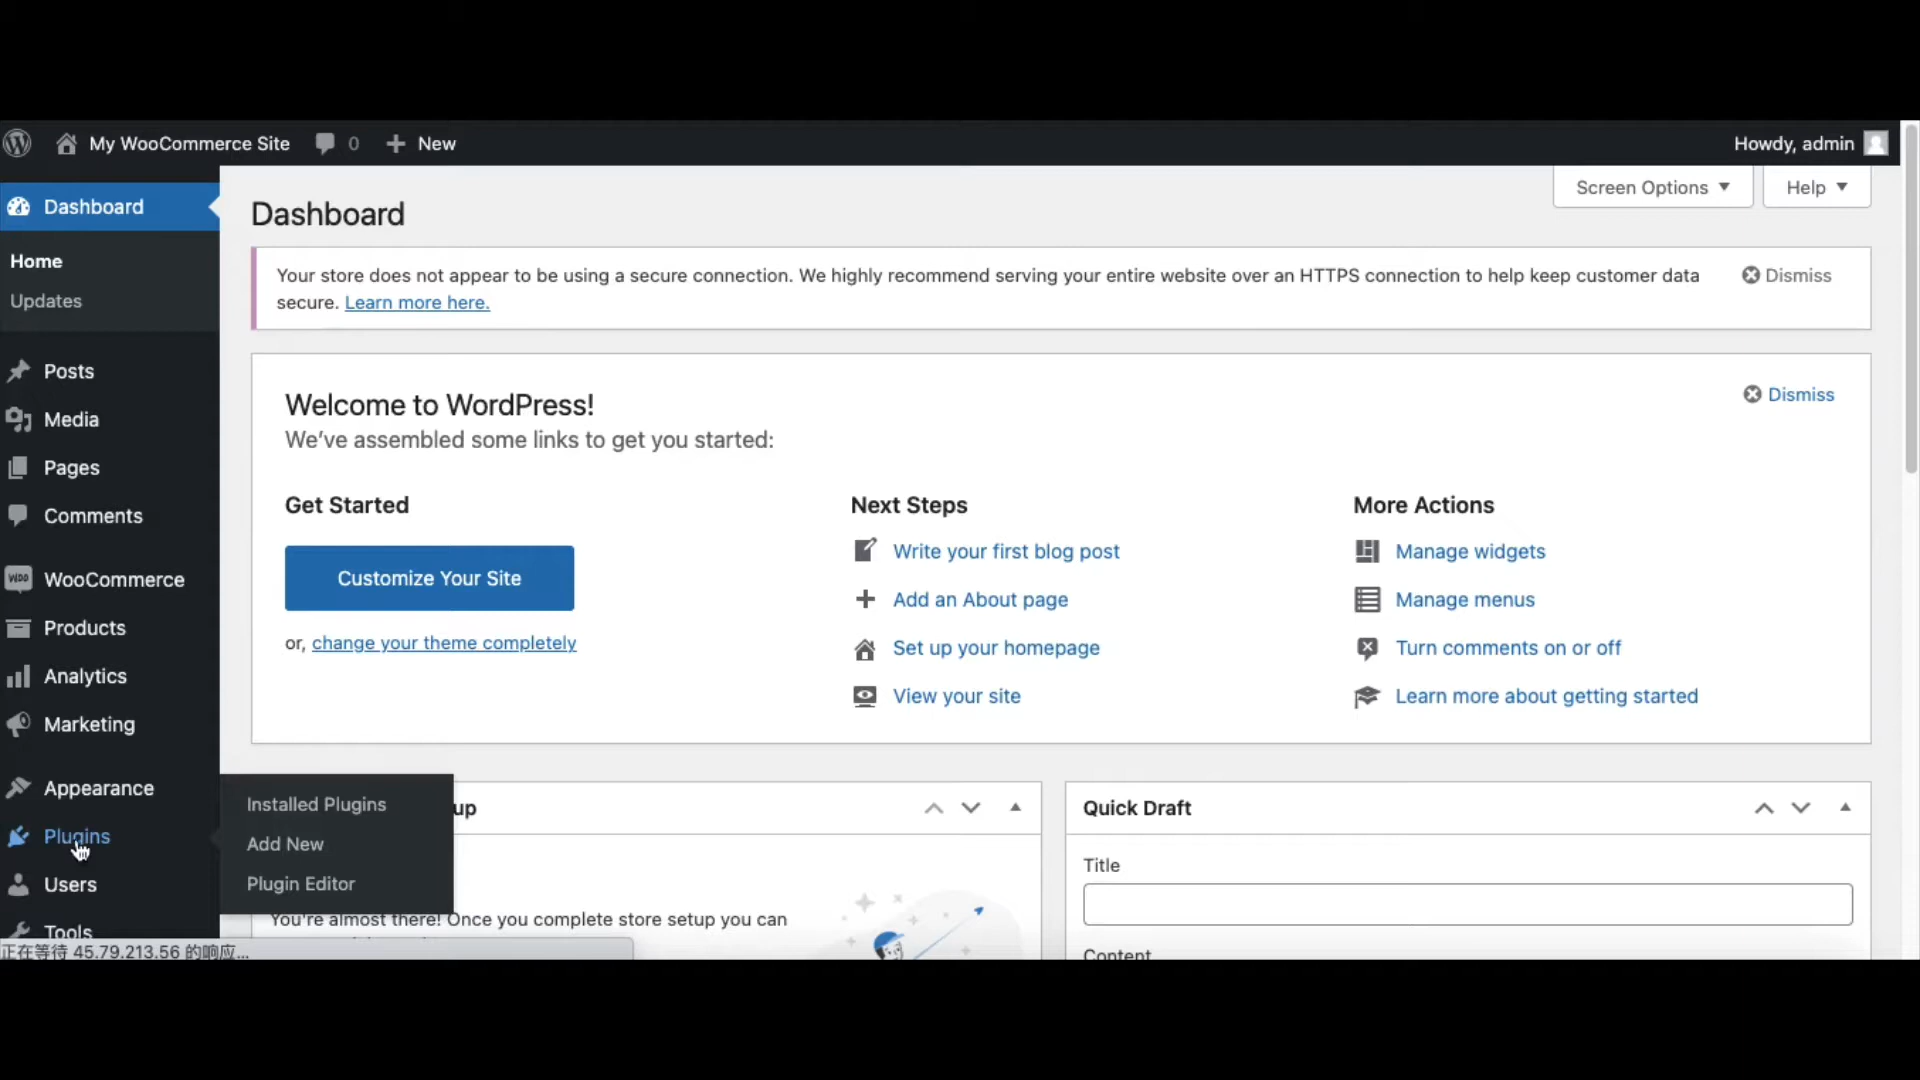 My WooCommerce Site 0 New Howdy, admin
Screen Options Help
Dashboard
Home
Updates
Posts
Media
Pages
Comments
WooCommerce
Products
Analytics
Marketing
Appearance
Plugins
Users
Tools
Installed Plugins
Add New
Plugin Editor
Dashboard
Your store does not appear to be using a secure connection. We highly recommend serving your entire website over an HTTPS connection to help keep customer data
secure. Learn more here.
Dismiss
Welcome to WordPress!
We've assembled some links to get you started:
Dismiss
Get Started
Customize Your Site
or, change your theme completely
Next Steps
Write your first blog post
Add an About page
Set up your homepage
View your site
More Actions
Manage widgets
Manage menus
Turn comments on or off
Learn more about getting started
up
You're almost there! Once you complete store setup you can
Quick Draft
Title
Content
正在等待 45.79.213.56 的响应...